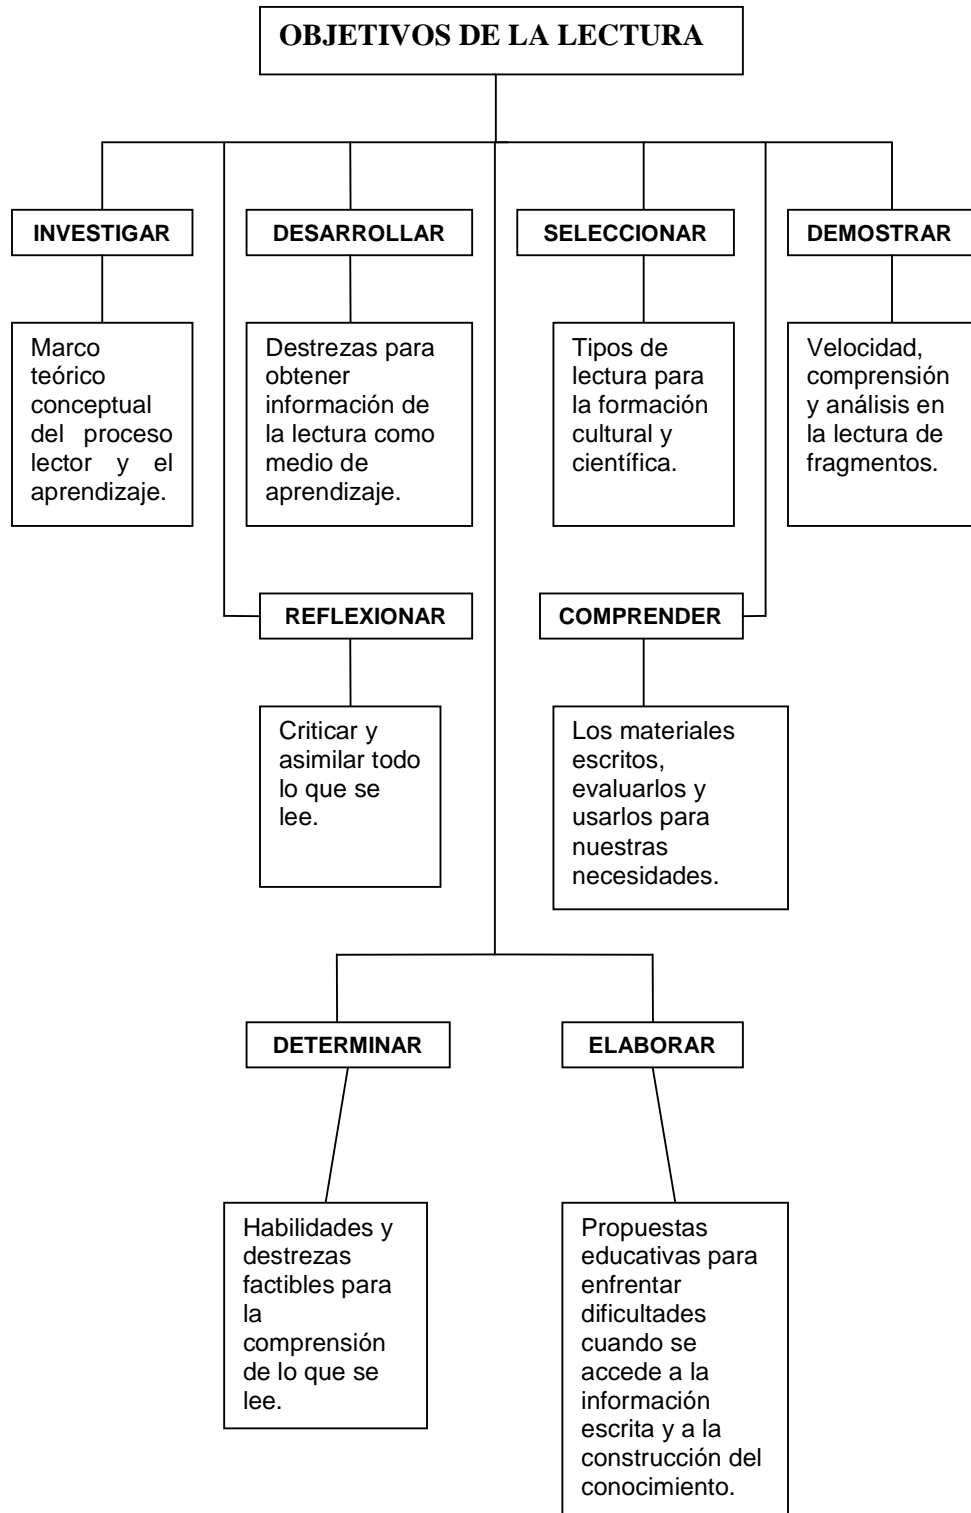 OBJETIVOS DE LA LECTURA
INVESTIGAR
DESARROLLAR
SELECCIONAR
DEMOSTRAR
Marco
teórico
conceptual
del proceso
lector y el
aprendizaje.
Destrezas para
obtener
información de
la lectura como
medio de
aprendizaje.
Tipos de
lectura para
la formación
cultural y
científica.
Velocidad,
comprensión
y análisis en
la lectura de
fragmentos.
REFLEXIONAR
COMPRENDER
Criticar y
asimilar todo
lo que se
lee.
Los materiales
escritos,
evaluarlos y
usarlos para
nuestras
necesidades.
DETERMINAR
ELABORAR
Habilidades y
destrezas
factibles para
la
comprensión
de lo que se
lee.
Propuestas
educativas para
enfrentar
dificultades
cuando se
accede a la
información
escrita y a la
construcción del
conocimiento.